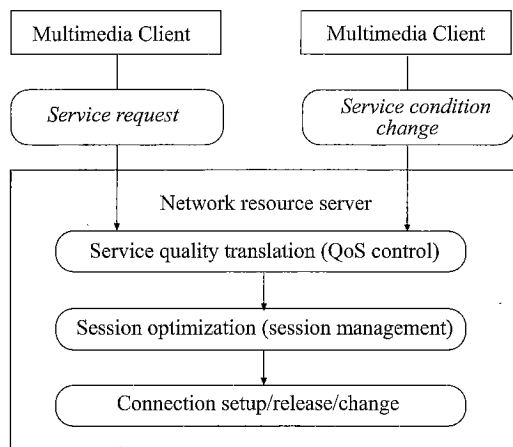 Multimedia Client
Multimedia Client
Service request
Service condition
change
Network resource server
Service quality translation (QoS control)
Session optimization (session management)
Connection setup/release/change